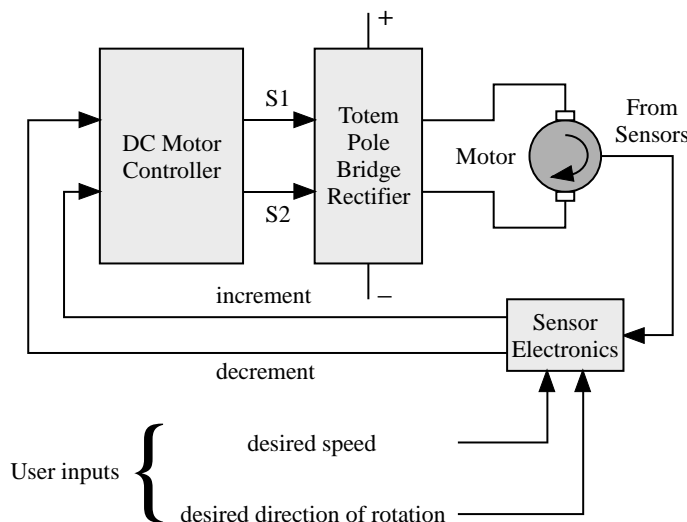 +
S1
DC Motor
Controller
S2
Totem
Pole
Bridge
Rectifier
Motor
From
Sensors
–
increment
decrement
Sensor
Electronics
User inputs
{
desired speed
desired direction of rotation